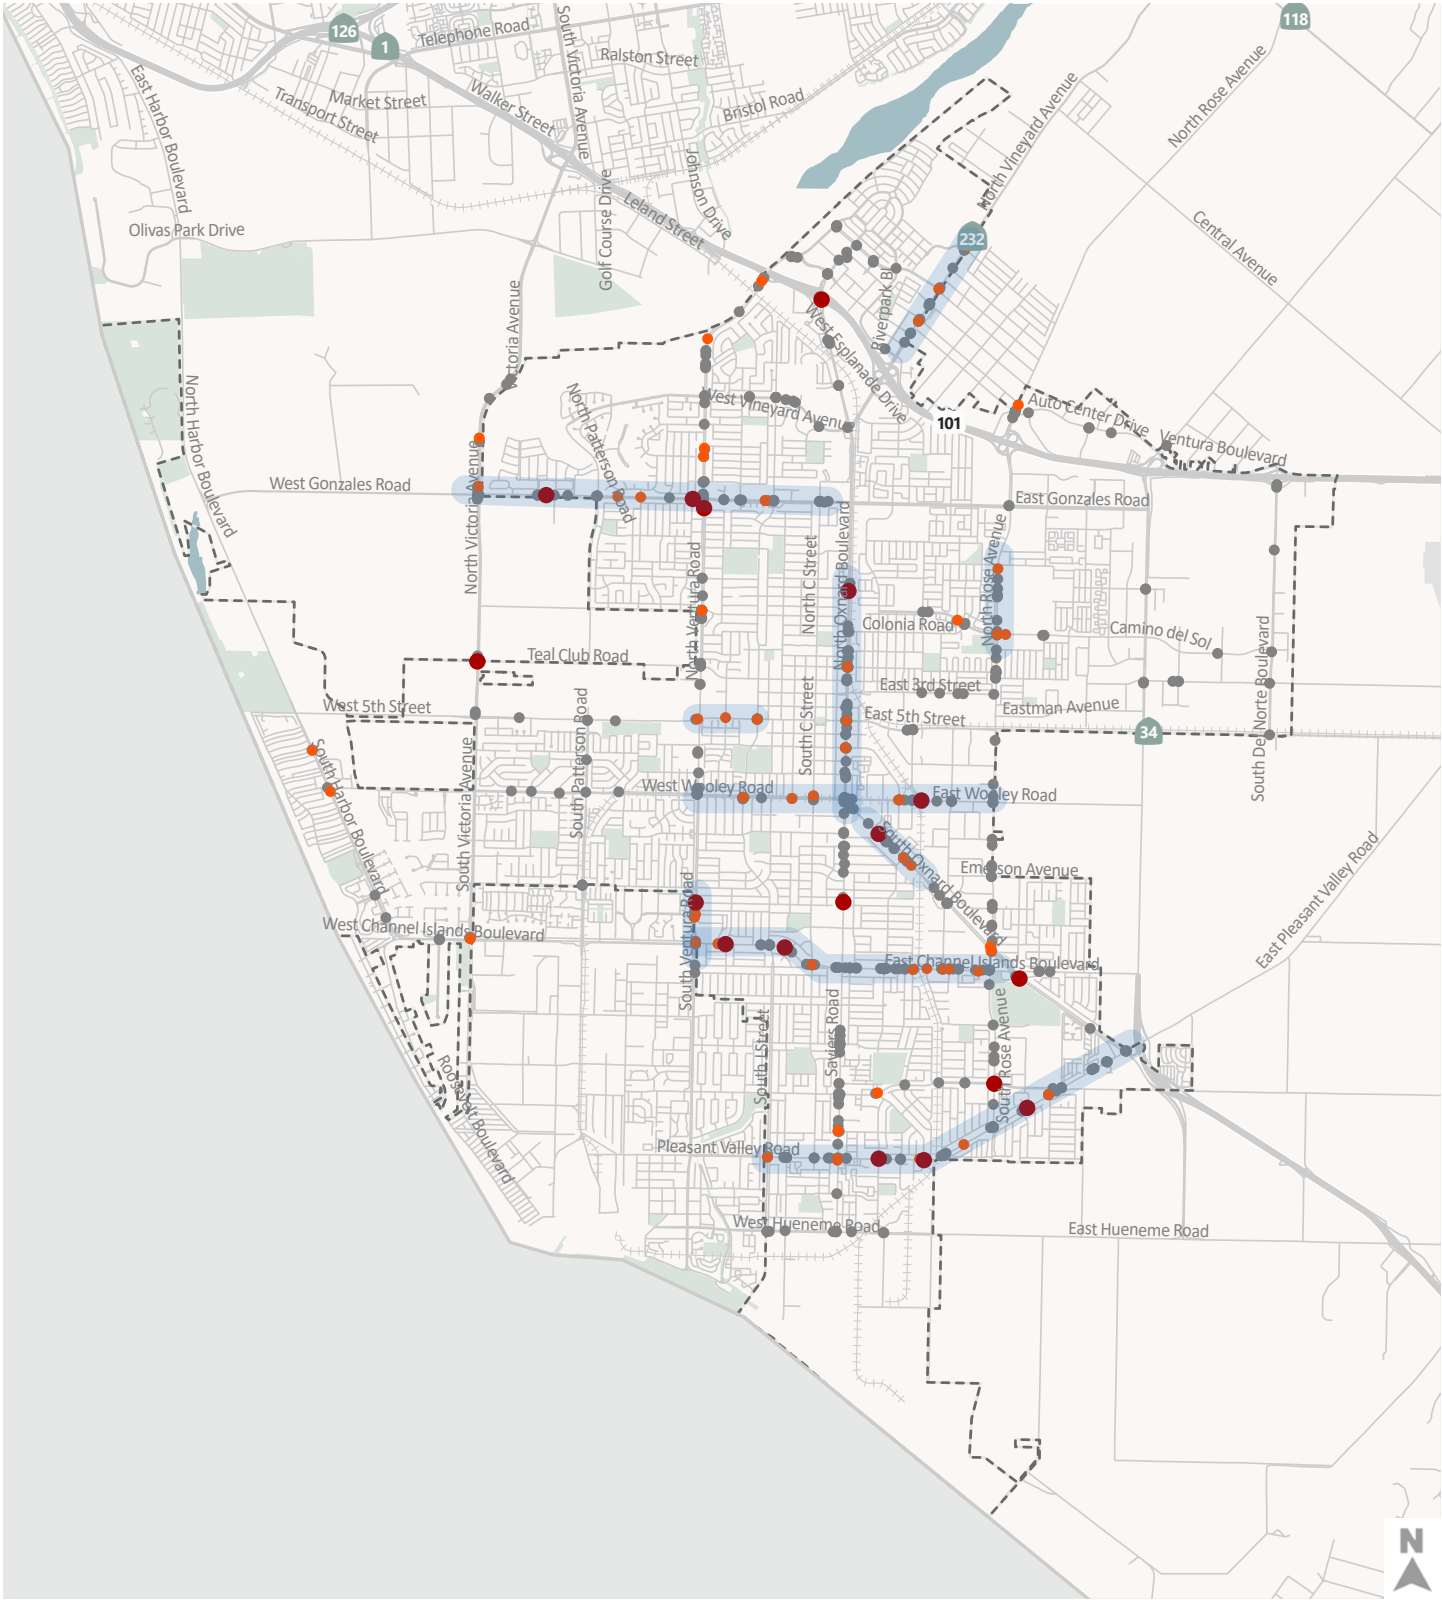 126
1
118
Telephone Road
South Victoria Avenue
Ralston Street
East Harbor Boulevard
Market Street
Transport Street
Walker Street
Bristol Road
North Rose Avenue
North Vineyard Avenue
Johnson Drive
Golf Course Drive
Leland Street
Olivas Park Drive
232
Central Avenue
Riverpark Bl
Victoria Avenue
West Esplanade Drive
North Harbor Boulevard
North Patterson Road
West Vineyard Avenue
101
Auto Center Drive
Ventura Boulevard
North Victoria Avenue
West Gonzales Road
East Gonzales Road
North Ventura Road
North C Street
North Oxnard Boulevard
North Rose Avenue
Colonia Road
Camino del Sol
Teal Club Road
East 3rd Street
West 5th Street
East 5th Street
Eastman Avenue
South C Street
South Del Norte Boulevard
34
South Harbor Boulevard
South Victoria Avenue
South Patterson Road
West Wooley Road
East Wooley Road
South Oxnard Boulevard
Emerson Avenue
East Pleasant Valley Road
South Ventura Road
West Channel Islands Boulevard
East Channel Islands Boulevard
Roosevelt Boulevard
South J Street
Saviers Road
South Rose Avenue
Pleasant Valley Road
West Hueneme Road
East Hueneme Road
N